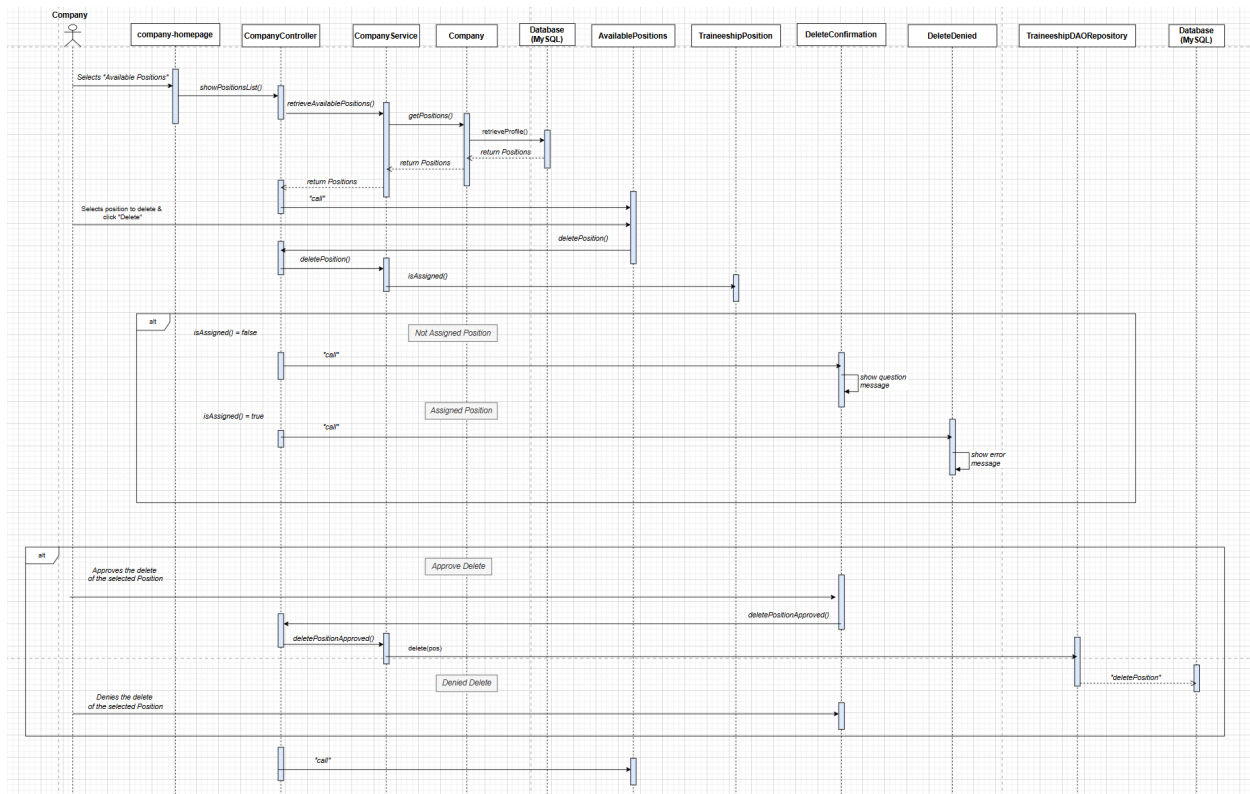 Company
company-homepage
CompanyController
CompanyService
Company
Database
(MySQL)
AvailablePositions
TraineeshipPosition
DeleteConfirmation
DeleteDenied
TraineeshipDAORepository
Database
(MySQL)
Selects "Available Positions"
showPositionsList()
retrieveAvailablePositions()
getPositions()
retrieveProfile()
return Positions
return Positions
return Positions
"call"
Selects position to delete &
click "Delete"
deletePosition()
deletePosition()
isAssigned()
alt
isAssigned() = false
Not Assigned Position
"call"
show question
message
Assigned Position
isAssigned() = true
"call"
show error
message
alt
Approve Delete
Approves the delete
of the selected Position
deletePositionApproved()
deletePositionApproved()
delete(pos)
"deletePosition"
Denied Delete
Denies the delete
of the selected Position
"call"